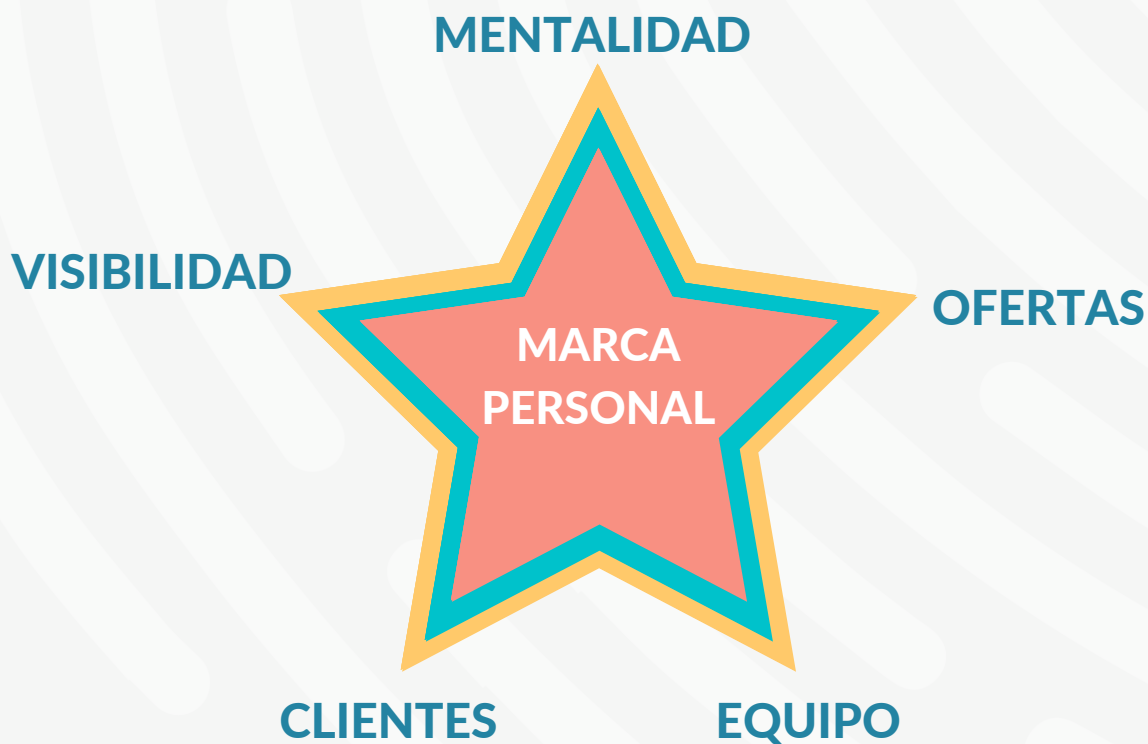 MENTALIDAD
VISIBILIDAD
OFERTAS
MARCA
PERSONAL
CLIENTES
EQUIPO